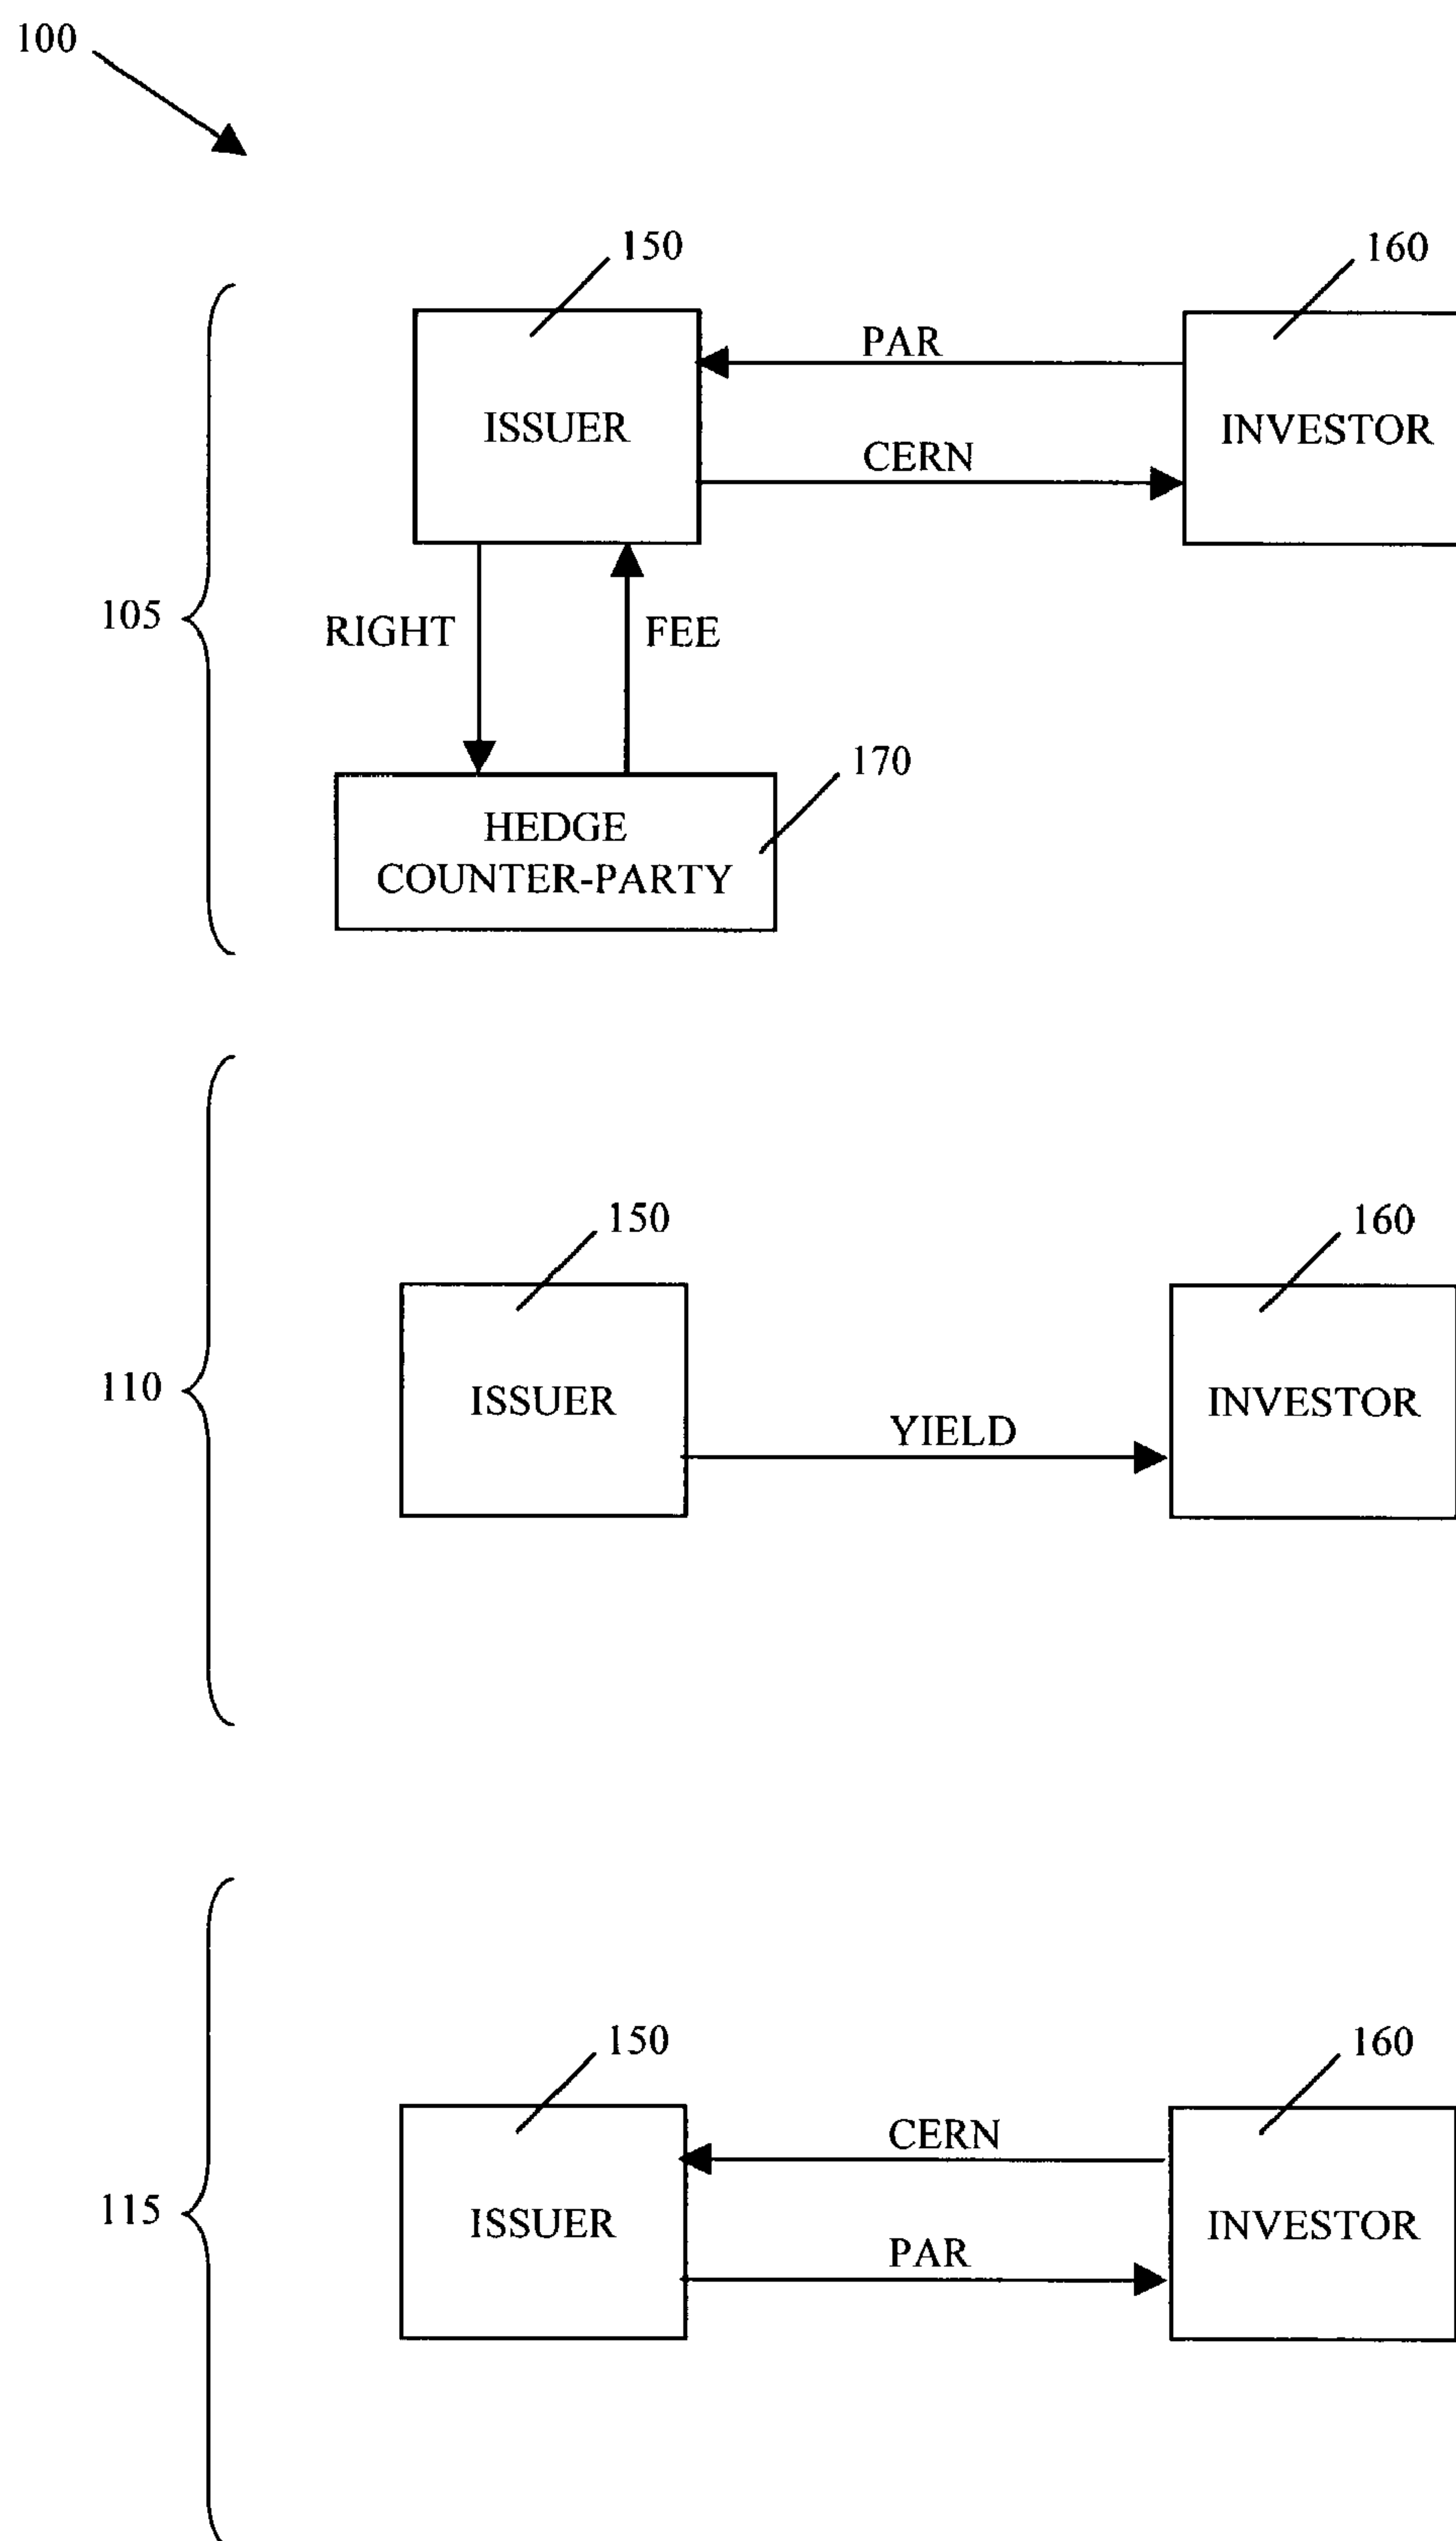 100
150
160
PAR
ISSUER
INVESTOR
CERN
105
RIGHT
FEE
170
HEDGE
COUNTER-PARTY
150
160
110
ISSUER
INVESTOR
YIELD
150
160
CERN
115
ISSUER
INVESTOR
PAR